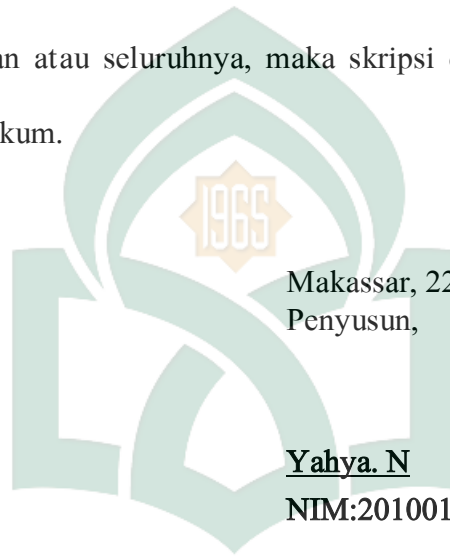 an atau seluruhnya, maka skripsi
kum.
1965
Makassar, 22
Penyusun,
Yahya. N
NIM:201001